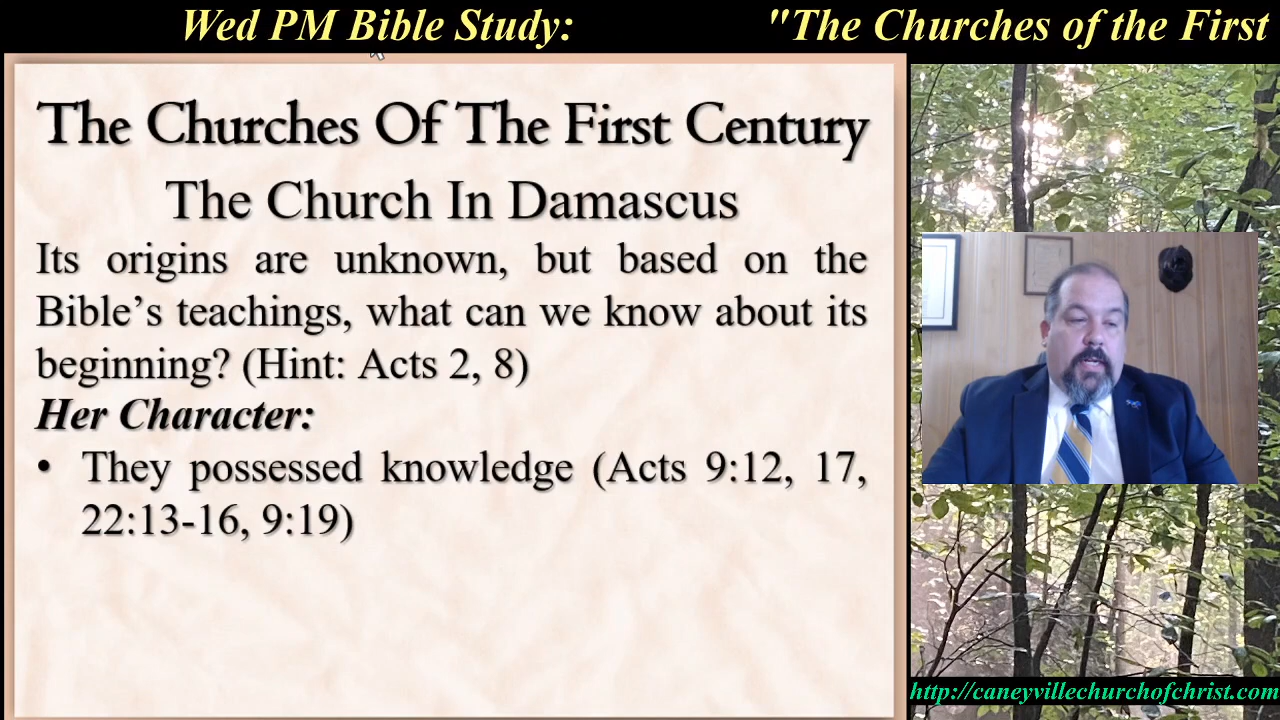 Wed PM Bible Study: "The Churches of the First
The Churches Of The First Century
The Church In Damascus
Its origins are unknown, but based on the
Bible's teachings, what can we know about its
beginning? (Hint: Acts 2, 8)
Her Character:
• They possessed knowledge (Acts 9:12, 17,
22:13-16, 9:19)
http://caneyvillechurchofchrist.com